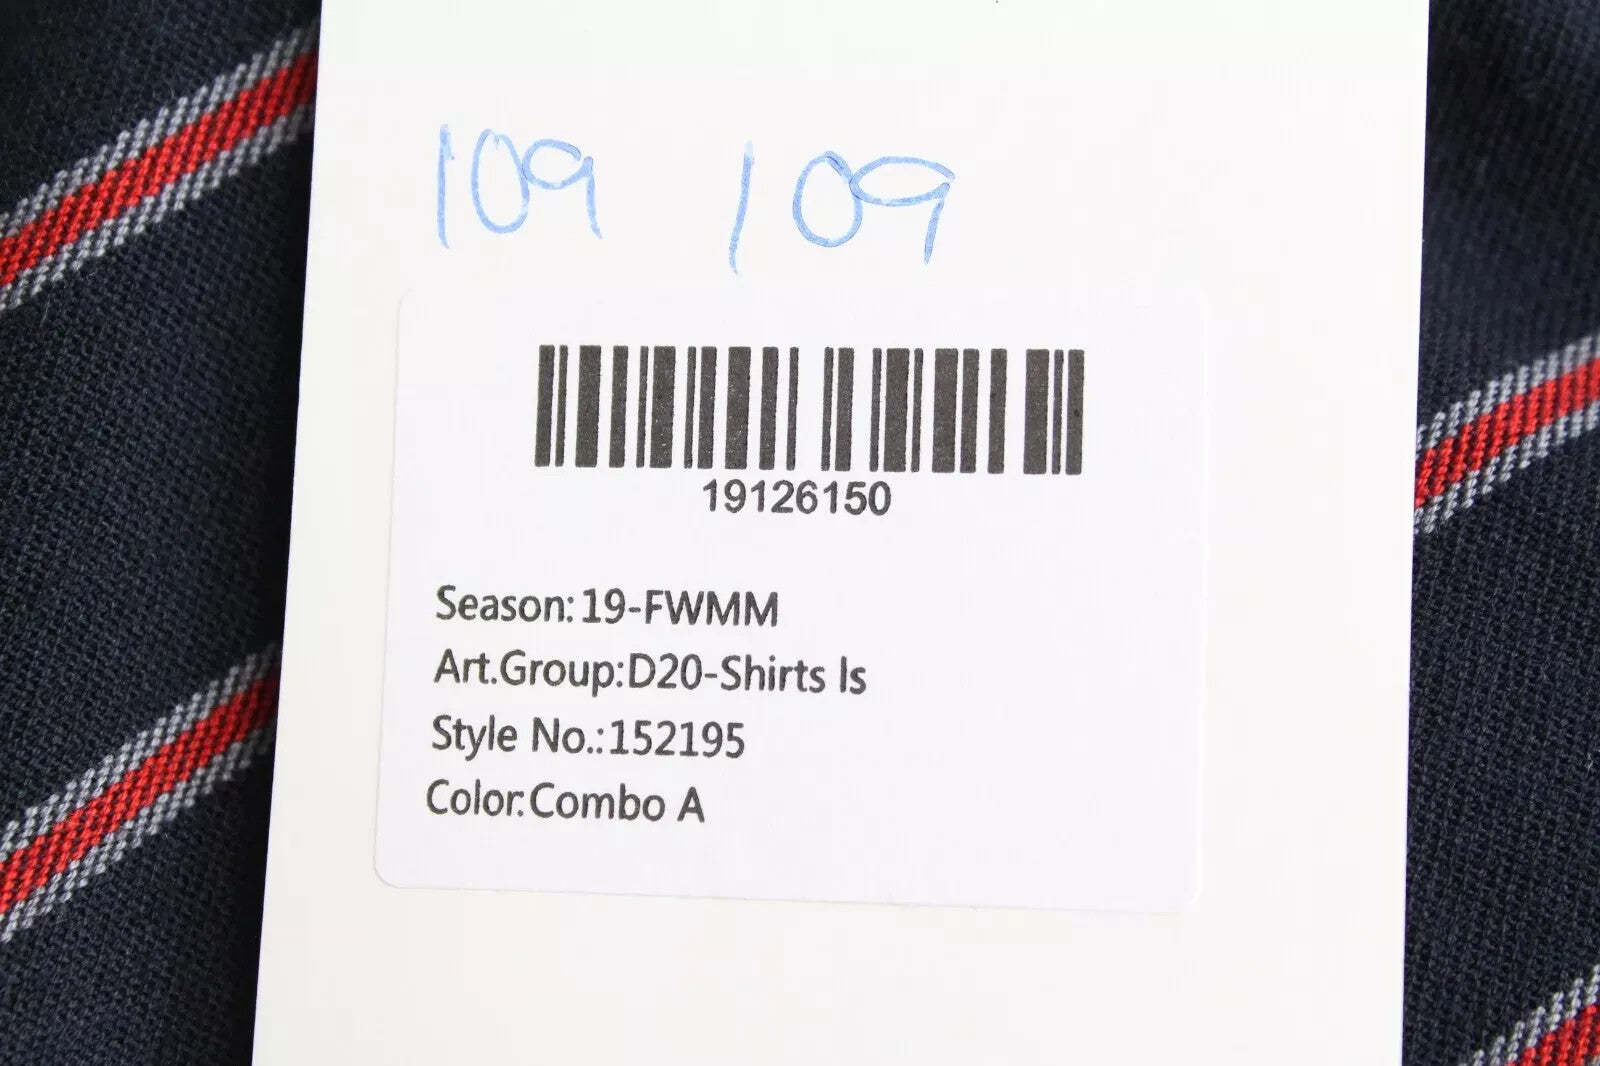 109 109
19126150
Season:19-FWMM
Art.Group:D20-Shirts ls
Style No.:152195
Color:Combo A